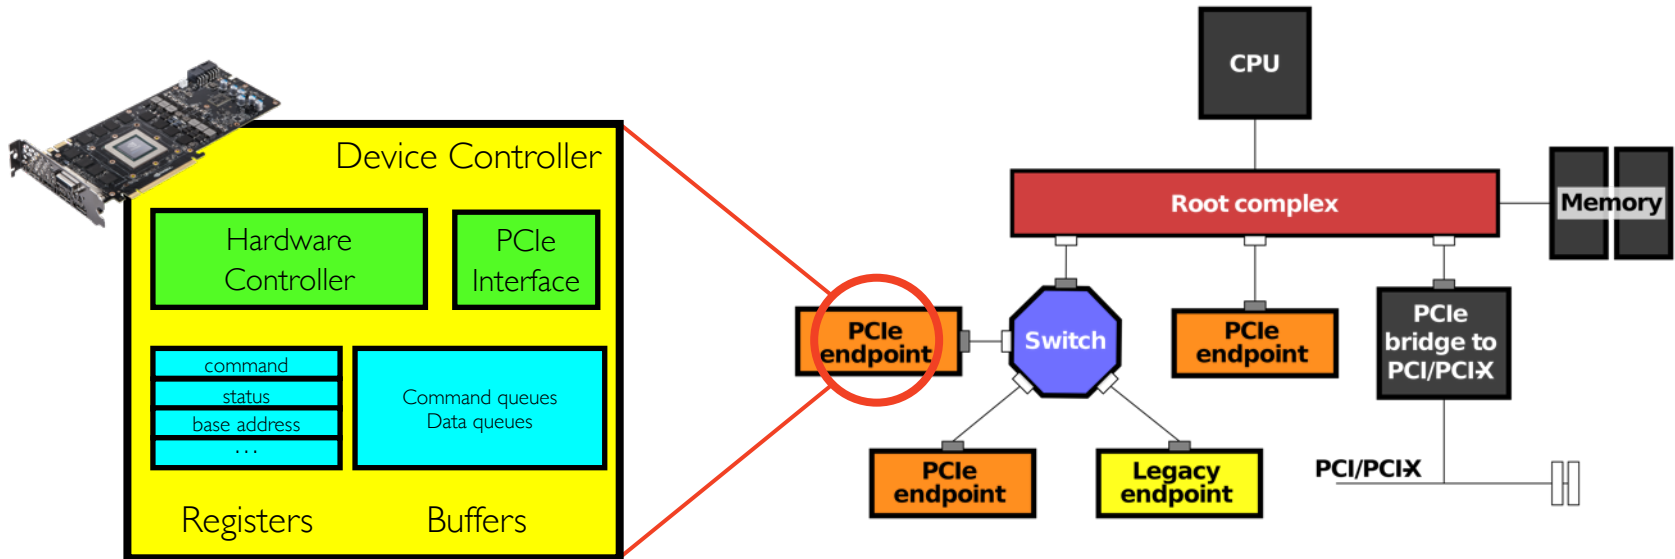 Device Controller
Hardware
Controller
PCIe
Interface
command
status
base address
...
Command queues
Data queues
Registers
Buffers
CPU
Root complex
Memory
PCIe
endpoint
Switch
PCIe
endpoint
PCIe
bridge to
PCI/PCI-X
PCIe
endpoint
Legacy
endpoint
PCI/PCI-X